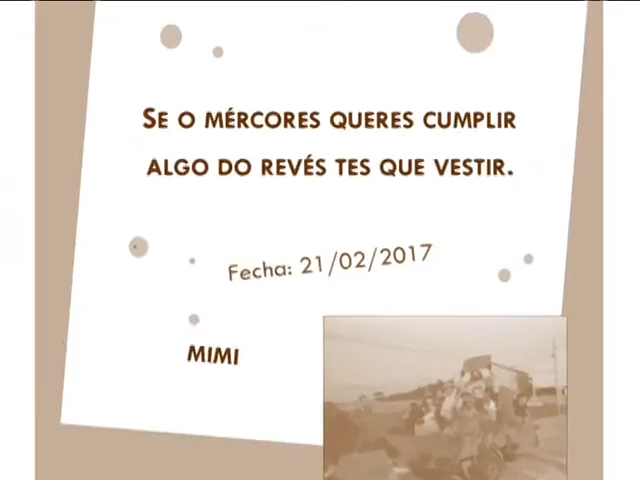 SE O MÉRCORES QUERES CUMPLIR
ALGO DO REVÉS TES QUE VESTIR.
Fecha: 21/02/2017
MIMI